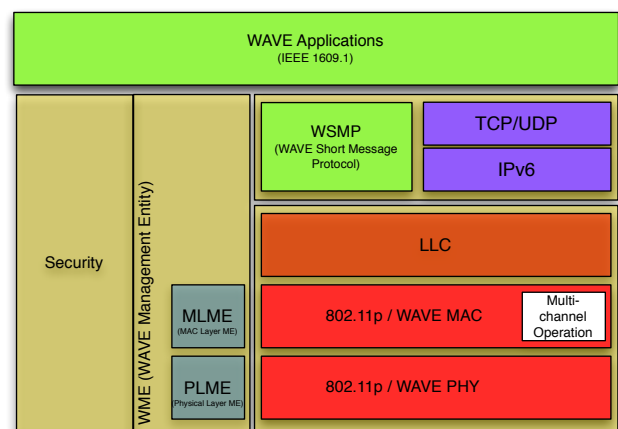 WAVE Applications
(IEEE 1609.1)
WSMP
(WAVE Short Message
Protocol)
TCP/UDP
IPv6
Security
WME (WAVE Management Entity)
LLC
MLME
(MAC Layer ME)
802.11p / WAVE MAC
Multi-
channel
Operation
PLME
(Physical Layer ME)
802.11p / WAVE PHY